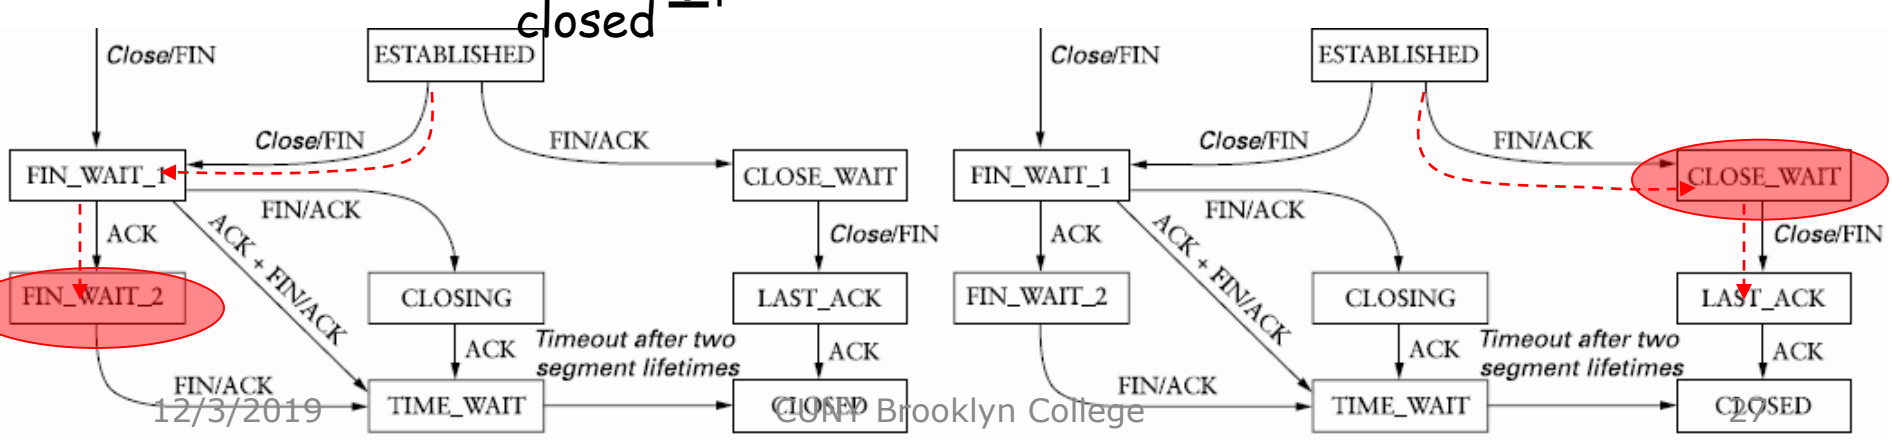 closed
Close/FIN
ESTABLISHED
Close/FIN
FIN/ACK
FIN_WAIT_1
CLOSE_WAIT
FIN/ACK
ACK
ACK + FIN/ACK
Close/FIN
FIN_WAIT_2
CLOSING
LAST_ACK
ACK
Timeout after two
segment lifetimes
ACK
FIN/ACK
TIME_WAIT
CLOSED
Close/FIN
ESTABLISHED
Close/FIN
FIN/ACK
FIN_WAIT_1
CLOSE_WAIT
FIN/ACK
ACK
ACK + FIN/ACK
Close/FIN
FIN_WAIT_2
CLOSING
LAST_ACK
ACK
Timeout after two
segment lifetimes
ACK
FIN/ACK
TIME_WAIT
CLOSED
12/3/2019
CUNY Brooklyn College
27